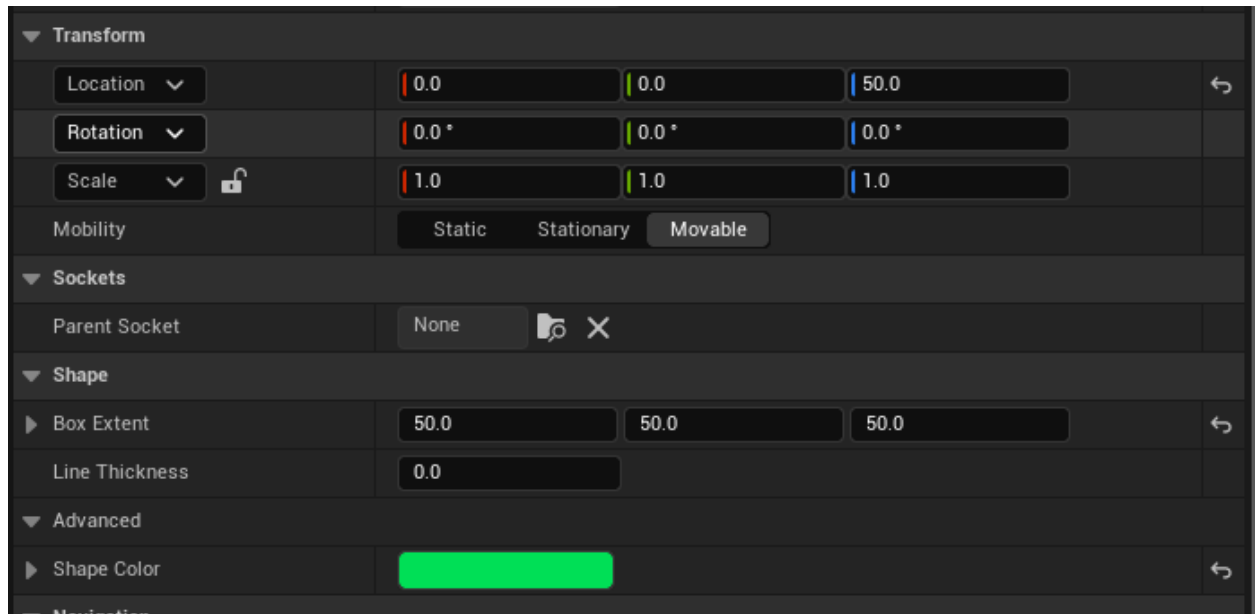 Transform
Location 0.0 0.0 50.0
Rotation 0.0 ° 0.0 ° 0.0 °
Scale 1.0 1.0 1.0
Mobility Static Stationary Movable
Sockets
Parent Socket None
Shape
Box Extent 50.0 50.0 50.0
Line Thickness 0.0
Advanced
Shape Color
Navigation